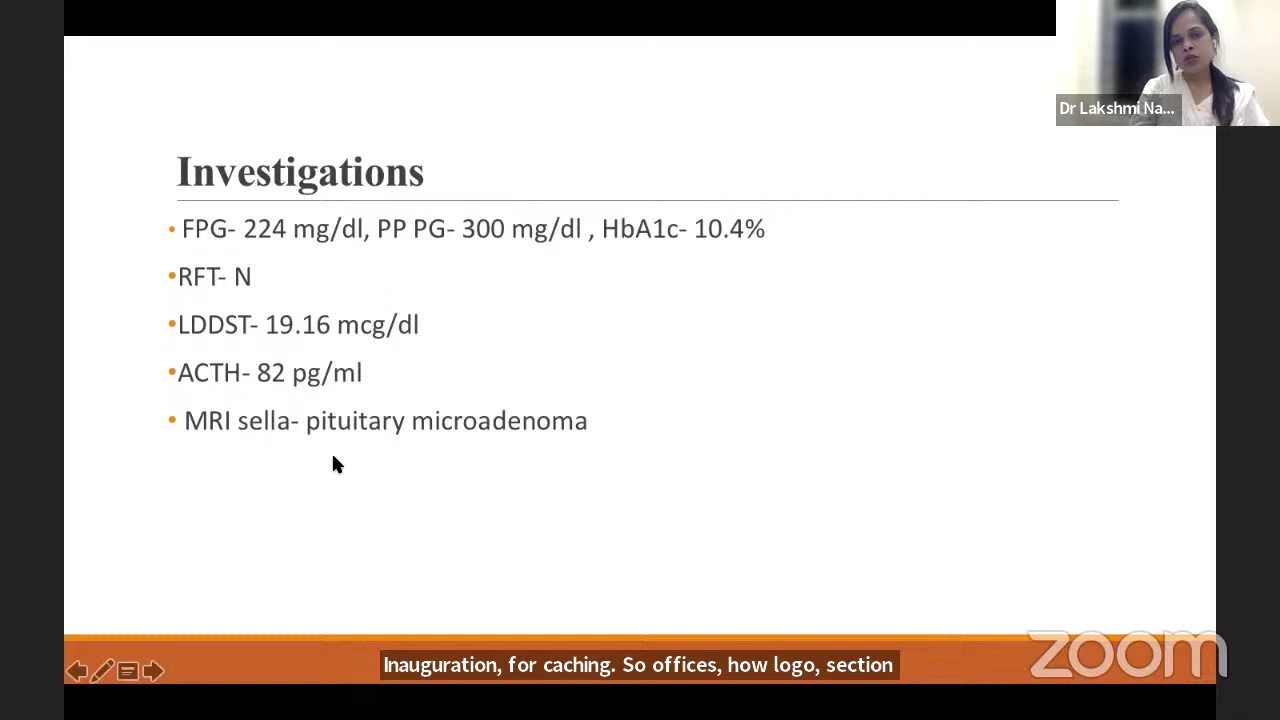 Dr Lakshmi Na...
Investigations
• FPG- 224 mg/dl, PP PG- 300 mg/dl , HbA1c- 10.4%
•RFT- N
•LDDST- 19.16 mcg/dl
•ACTH- 82 pg/ml
• MRI sella- pituitary microadenoma
Inauguration, for caching. So offices, how logo, section
zoom